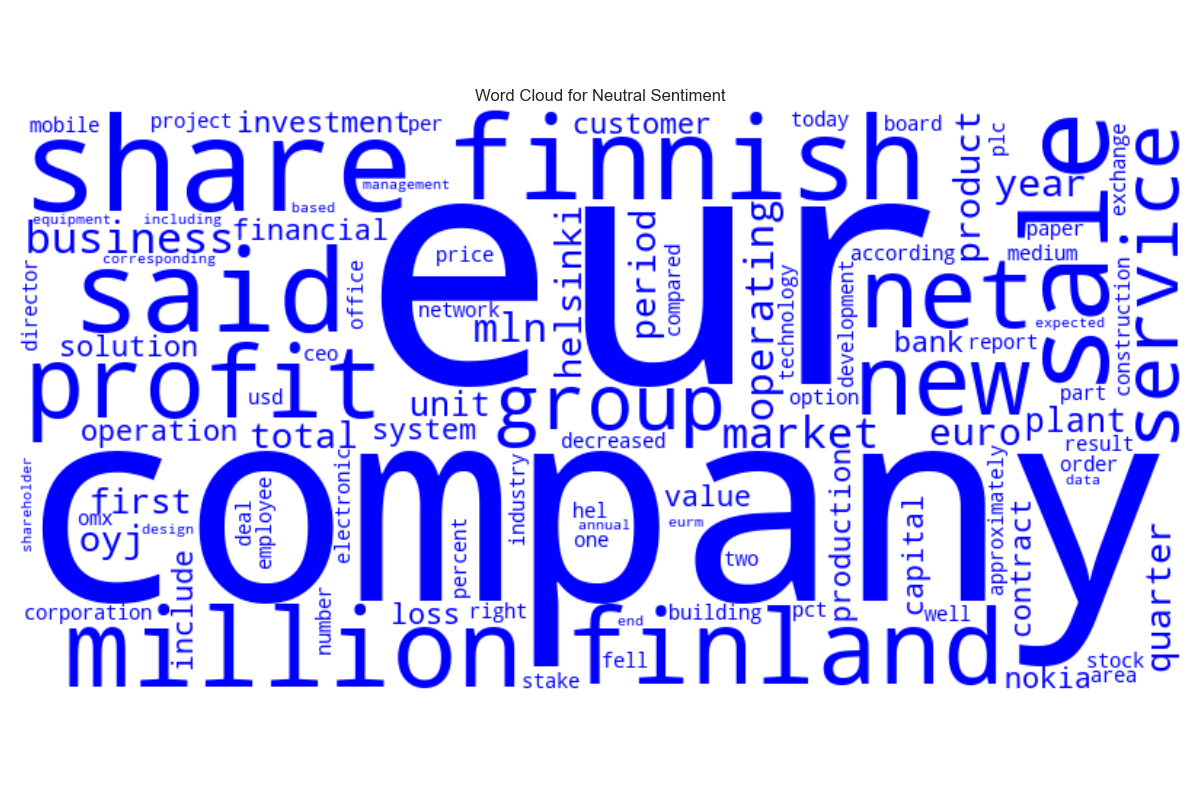 Word Cloud for Neutral Sentiment
mobile
project
investment
per
customer
today
board
share
finnish
management
based
equipment
including
business
financial
corresponding
said
director
office
eur
price
network
mln
helsinki
period
compared
operating
technology
development
according
product
plc
year
sale
exchange
service
paper
medium
net
expected
construction
bank
report
new
part
option
solution
ceo
profit
usd
unit
group
operation
total
system
decreased
market
euro
plant
result
order
data
company
shareholder
first
omx
oyj
design
deal
employee
electronic
percent
industry
hel
annual
one
value
eurm
two
production
capital
approximately
contract
quarter
corporation
include
number
loss
right
end
building
pct
well
million
finland
fell
stake
nokia
stock
area